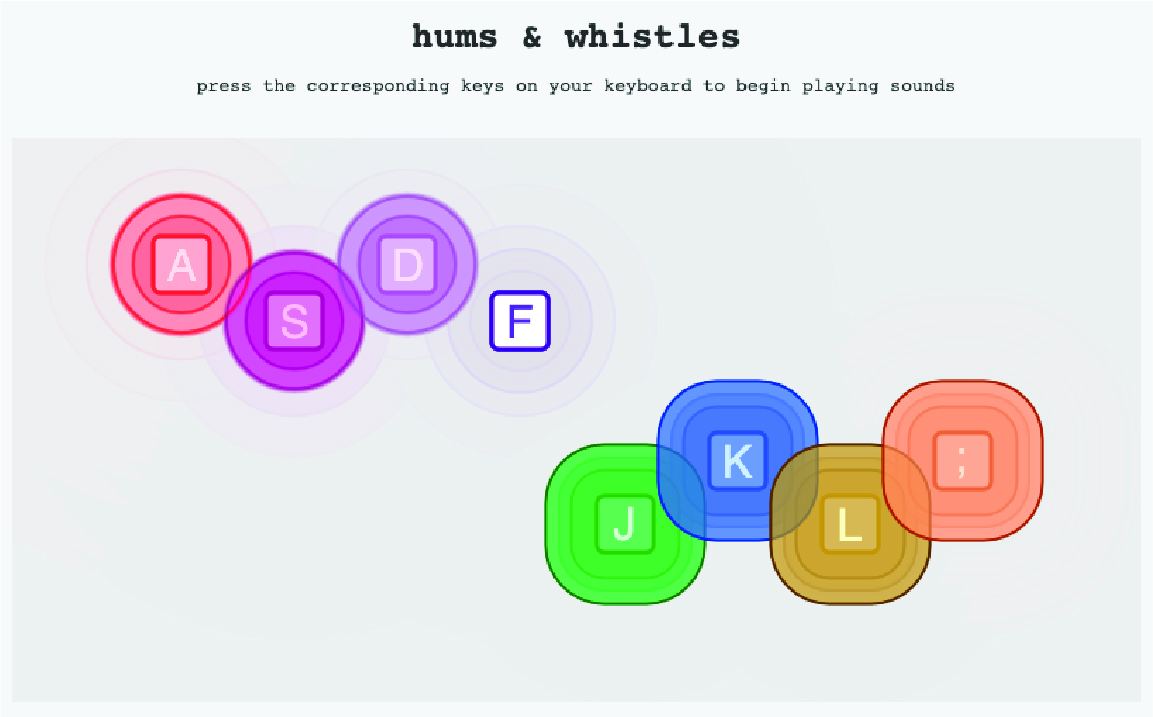 hums & whistles
press the corresponding keys on your keyboard to begin playing sounds
A
S
D
F
J
K
L
;